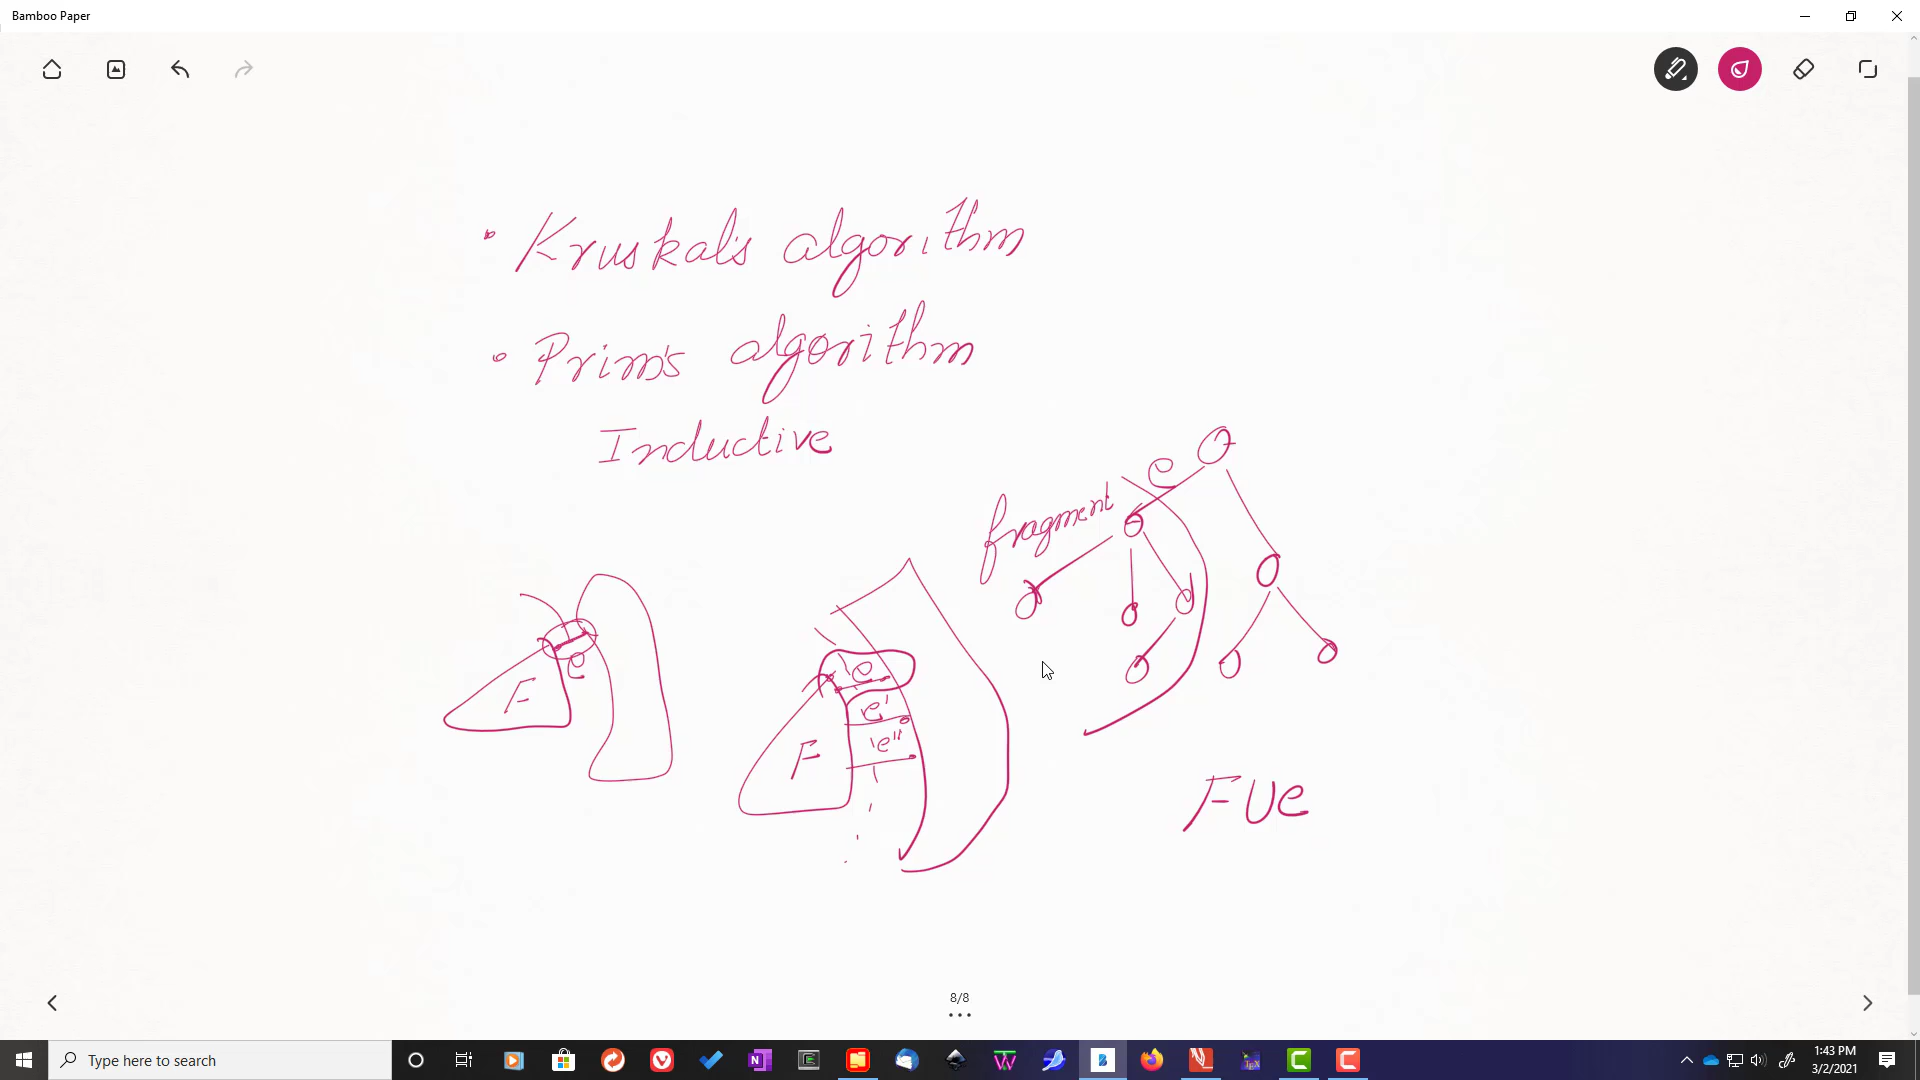 Bamboo Paper
• Kruskal's algorithm
• Prim's algorithm
Inductive
e
fragment
F
e
F
e
e'
e"
F∪e
8/8
Type here to search
1:43 PM
3/2/2021